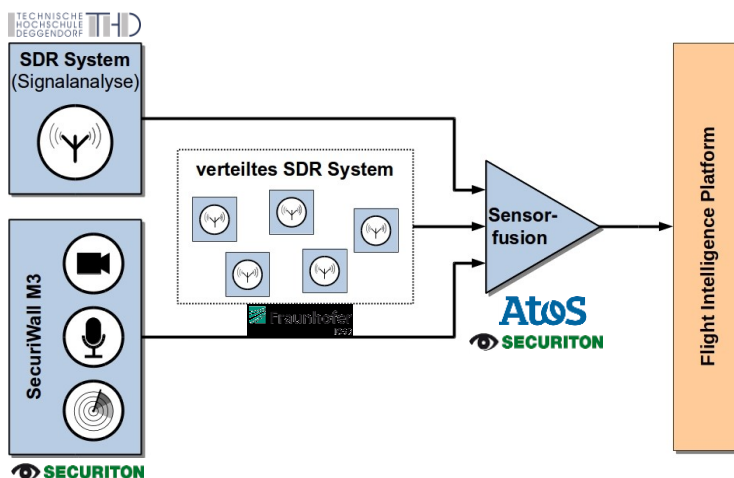 TECHNISCHE
HOCHSCHULE
DEGGENDORF
THD
SDR System
(Signalanalyse)
verteiltes SDR System
Sensor-
fusion
SecuriWall M3
Fraunhofer
Atos
SECURITON
SECURITON
Flight Intelligence Platform